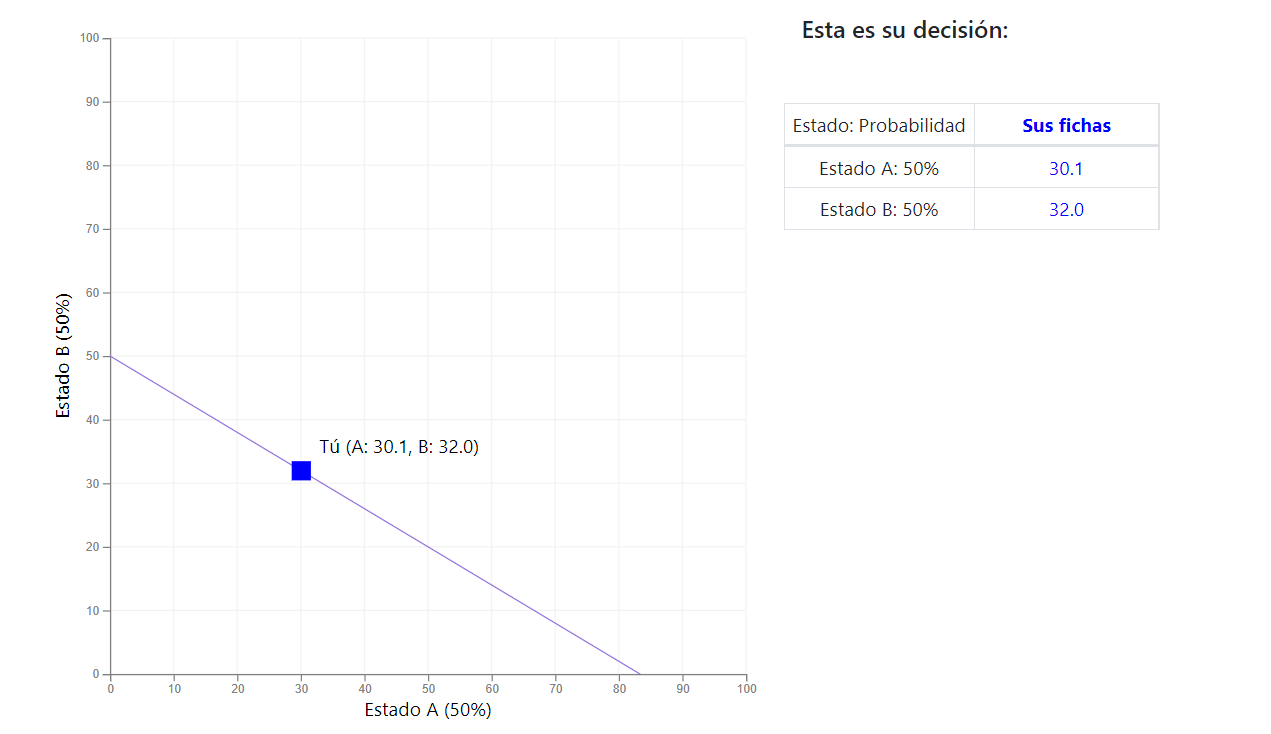 Esta es su decisión:
Estado: Probabilidad Sus fichas
Estado A: 50% 30.1
Estado B: 50% 32.0
100
90
80
70
60
50
40
30
20
10
0
Estado B (50%)
Tú (A: 30.1, B: 32.0)
0 10 20 30 40 50 60 70 80 90 100
Estado A (50%)